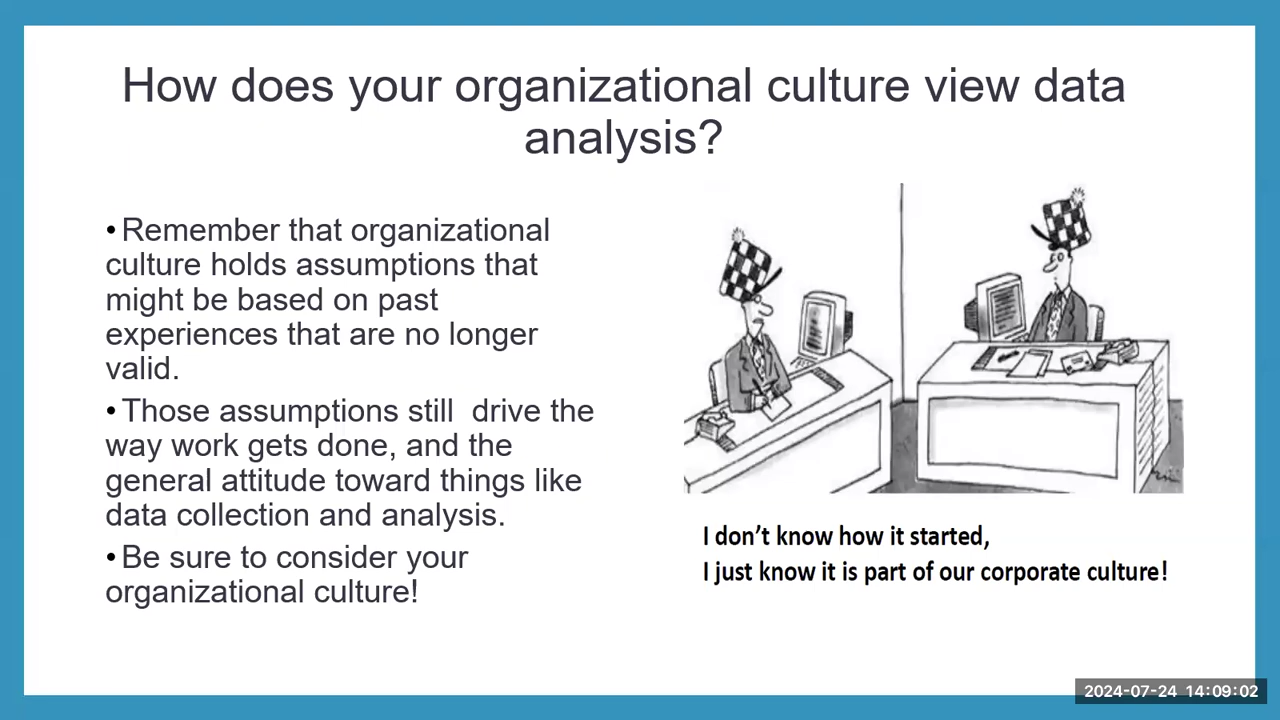 How does your organizational culture view data
analysis?
•Remember that organizational
culture holds assumptions that
might be based on past
experiences that are no longer
valid.
•Those assumptions still  drive the
way work gets done, and the
general attitude toward things like
data collection and analysis.
•Be sure to consider your
organizational culture!
I don’t know how it started,
I just know it is part of our corporate culture!
2024-07-24 14:09:02